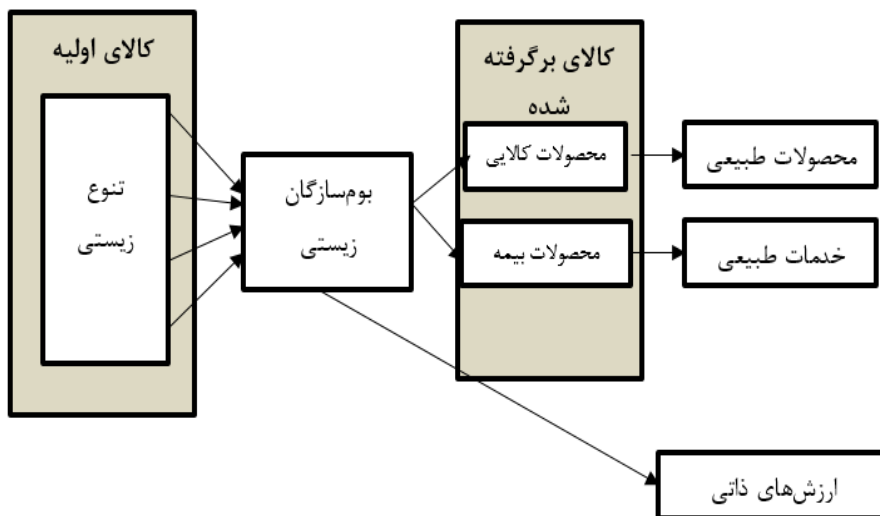 کالای اولیه
تنوع
زیستی
بوم‌سازگان
زیستی
کالای برگرفته
شده
محصولات کالایی
محصولات بیمه
محصولات طبیعی
خدمات طبیعی
ارزش‌های ذاتی